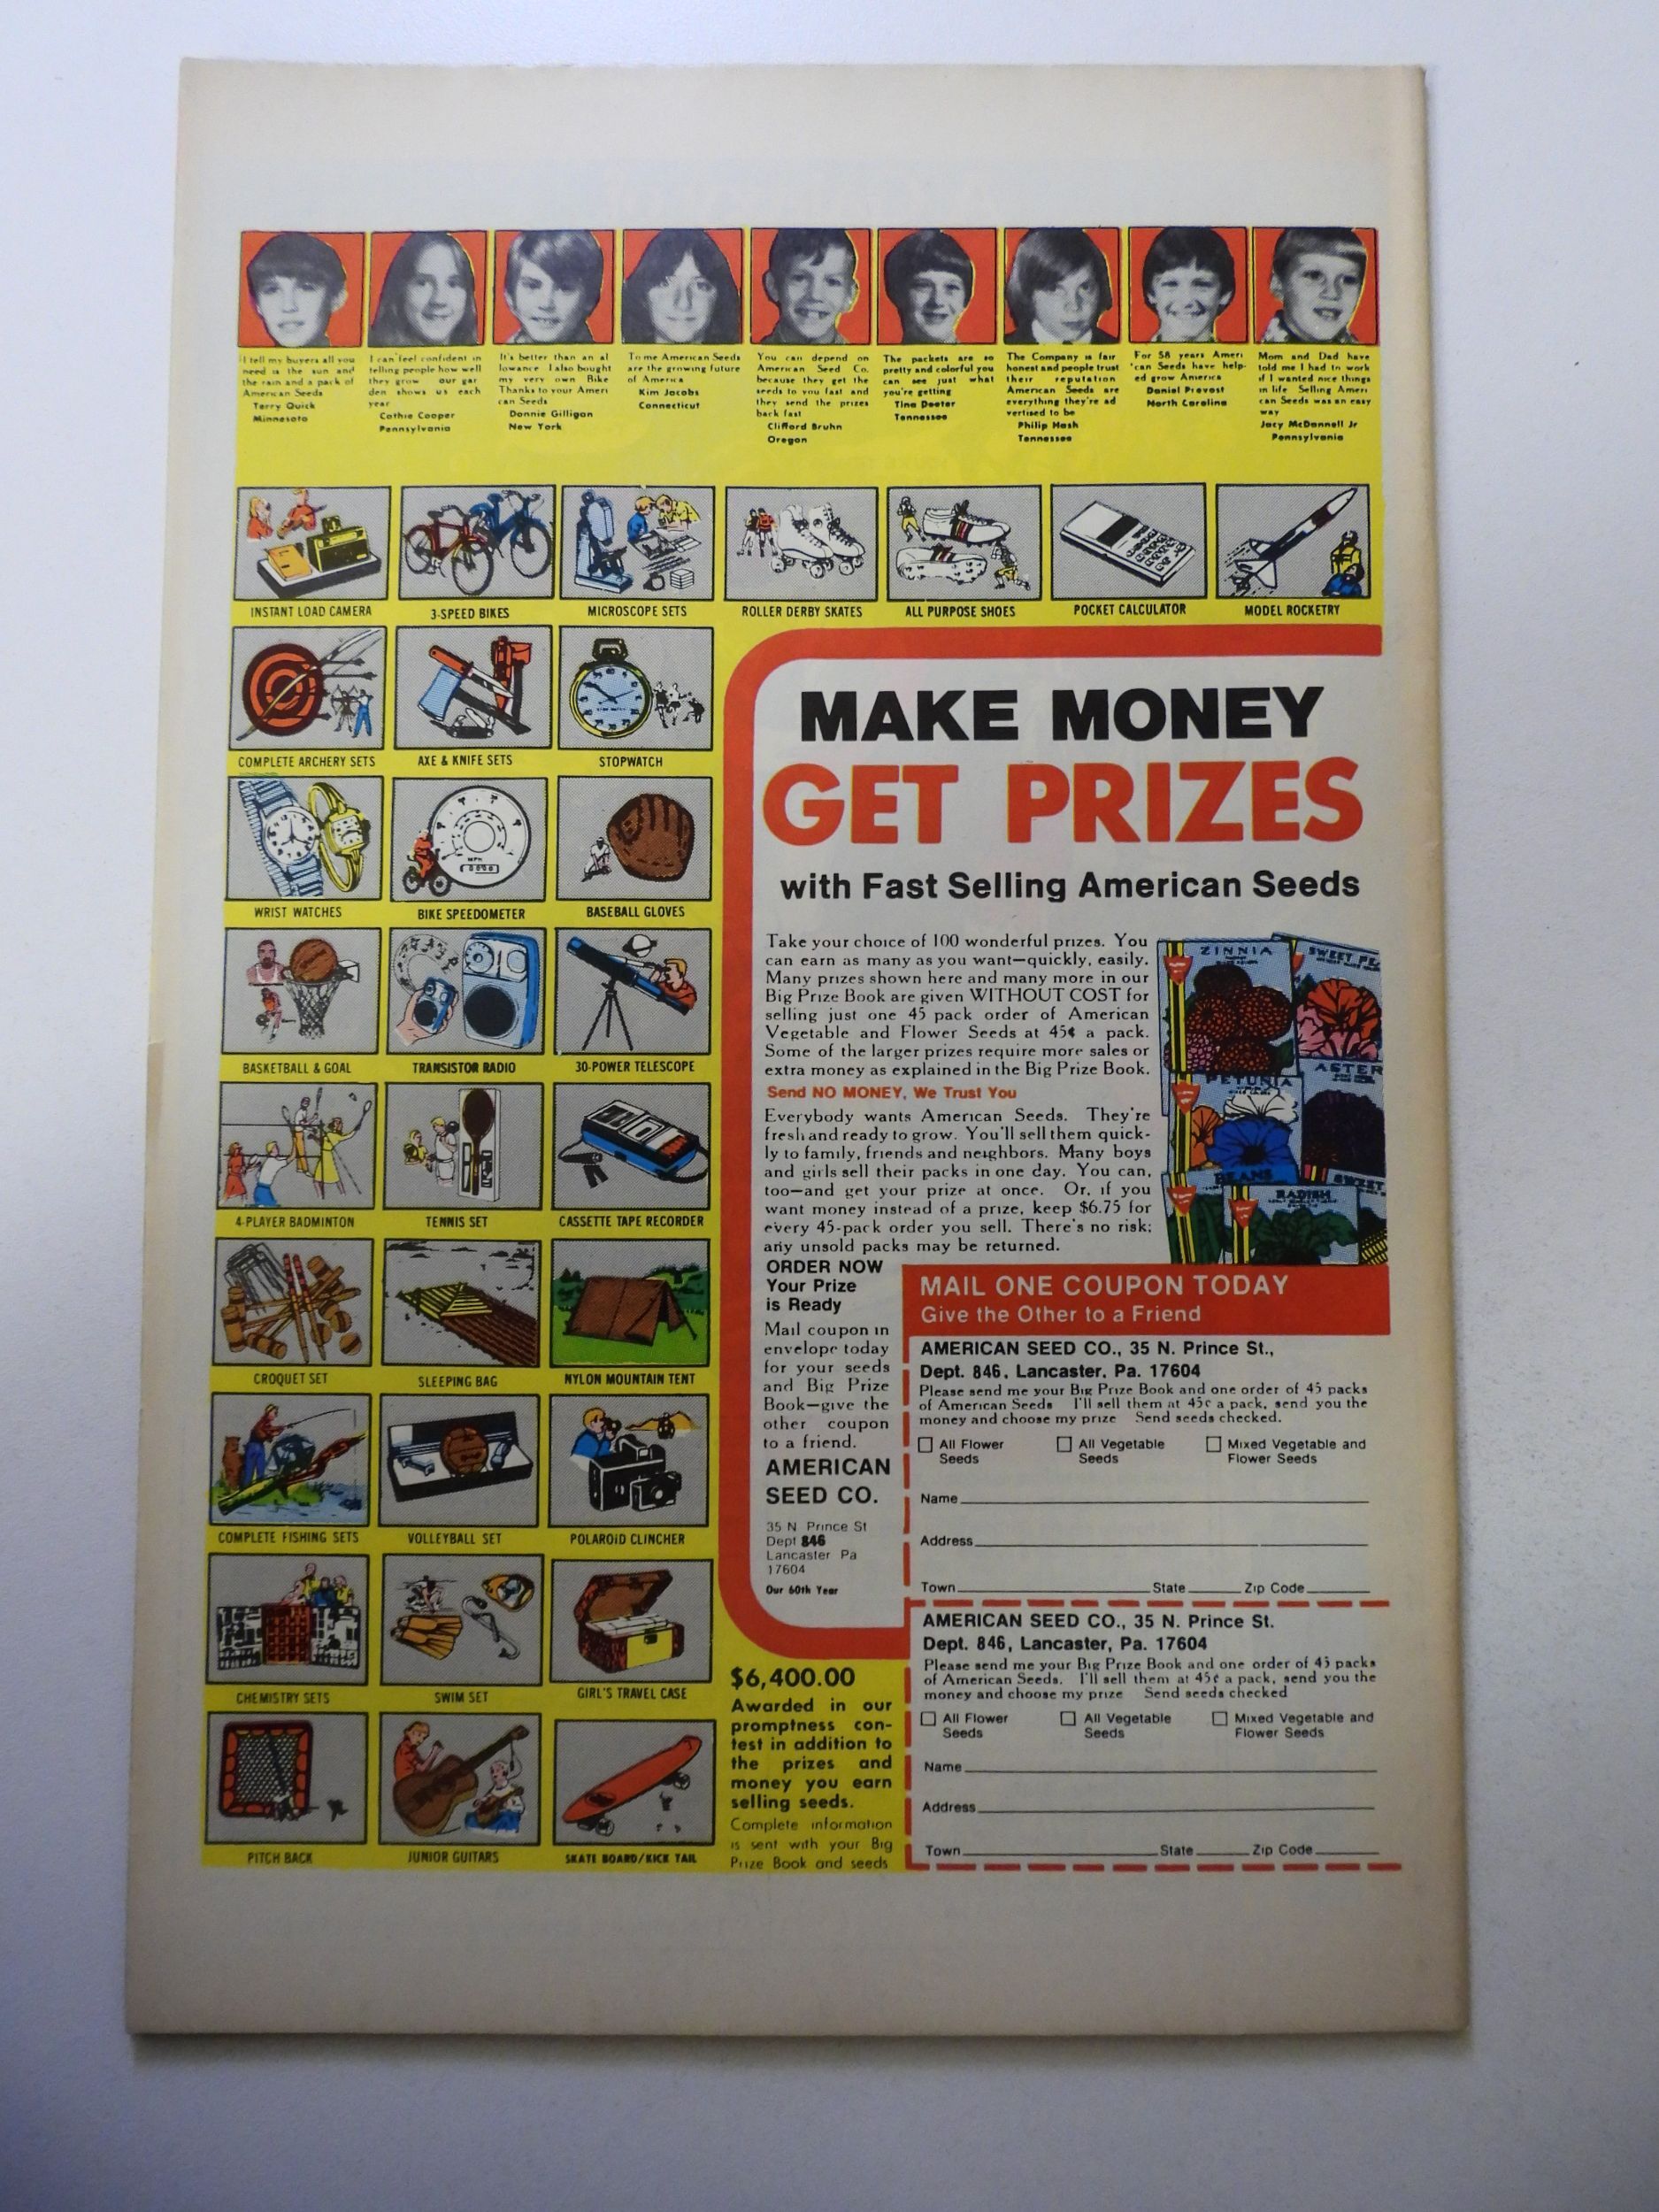 I tell my buyers all you
need is the sun and
the rain and a pack of
American Seeds
Terry Quick
Minnesota
I can feel confident in
telling people how well
they grow our gar
den shows us each
year
Cathie Cooper
Pennsylvania
It's better than an al
lowance I also bought
my very own Bike
Thanks to your Ameri
can Seeds
Donnie Gilligan
New York
To me American Seeds
are the growing future
of America
Kim Jacobs
Connecticut
You can depend on
American Seed Co.
because they get the
seeds to you fast and
they send the prizes
back fast
Clifford Bruhn
Oregon
The packets are so
pretty and colorful you
can see just what
you're getting
Tina Deeter
Tennessee
The Company is fair
honest and people trust
their reputation
American Seeds are
everything they're ad
vertised to be
Philip Hash
Tennessee
For 58 years Ameri
can Seeds have help-
ed grow America
Daniel Prevost
North Carolina
Mom and Dad have
told me I had to work
if I wanted nice things
in life Selling Ameri
can Seeds was an easy
way
Jacy McDannell Jr
Pennsylvania
INSTANT LOAD CAMERA
3-SPEED BIKES
MICROSCOPE SETS
ROLLER DERBY SKATES
ALL PURPOSE SHOES
POCKET CALCULATOR
MODEL ROCKETRY
COMPLETE ARCHERY SETS
AXE & KNIFE SETS
STOPWATCH
WRIST WATCHES
MPH
BIKE SPEEDOMETER
BASEBALL GLOVES
BASKETBALL & GOAL
TRANSISTOR RADIO
30-POWER TELESCOPE
4-PLAYER BADMINTON
TENNIS SET
CASSETTE TAPE RECORDER
CROQUET SET
SLEEPING BAG
NYLON MOUNTAIN TENT
COMPLETE FISHING SETS
VOLLEYBALL SET
POLAROID CLINCHER
CHEMISTRY SETS
SWIM SET
GIRL'S TRAVEL CASE
PITCH BACK
JUNIOR GUITARS
SKATE BOARD/KICK TAIL
MAKE MONEY
GET PRIZES
with Fast Selling American Seeds
Take your choice of 100 wonderful prizes. You
can earn as many as you want—quickly, easily.
Many prizes shown here and many more in our
Big Prize Book are given WITHOUT COST for
selling just one 45 pack order of American
Vegetable and Flower Seeds at 45¢ a pack.
Some of the larger prizes require more sales or
extra money as explained in the Big Prize Book.
Send NO MONEY, We Trust You
Everybody wants American Seeds. They're
fresh and ready to grow. You'll sell them quick-
ly to family, friends and neighbors. Many boys
and girls sell their packs in one day. You can,
too—and get your prize at once. Or, if you
want money instead of a prize, keep $6.75 for
every 45-pack order you sell. There's no risk;
any unsold packs may be returned.
ZINNIA
SWEET PE
ASTER
PETUNIA
BEANS
SWEET
RADISH
ORDER NOW
Your Prize
is Ready
Mail coupon in
envelope today
for your seeds
and Big Prize
Book—give the
other coupon
to a friend.
AMERICAN
SEED CO.
35 N Prince St
Dept 846
Lancaster Pa
17604
Our 60th Year
MAIL ONE COUPON TODAY
Give the Other to a Friend
AMERICAN SEED CO., 35 N. Prince St.,
Dept. 846, Lancaster, Pa. 17604
Please send me your Big Prize Book and one order of 45 packs
of American Seeds I'll sell them at 45¢ a pack, send you the
money and choose my prize Send seeds checked.
All Flower Seeds
All Vegetable Seeds
Mixed Vegetable and Flower Seeds
Name
Address
Town State Zip Code
AMERICAN SEED CO., 35 N. Prince St.
Dept. 846, Lancaster, Pa. 17604
Please send me your Big Prize Book and one order of 45 packs
of American Seeds. I'll sell them at 45¢ a pack, send you the
money and choose my prize Send seeds checked
All Flower Seeds
All Vegetable Seeds
Mixed Vegetable and Flower Seeds
Name
Address
Town State Zip Code
$6,400.00
Awarded in our
promptness con-
test in addition to
the prizes and
money you earn
selling seeds.
Complete information
is sent with your Big
Prize Book and seeds